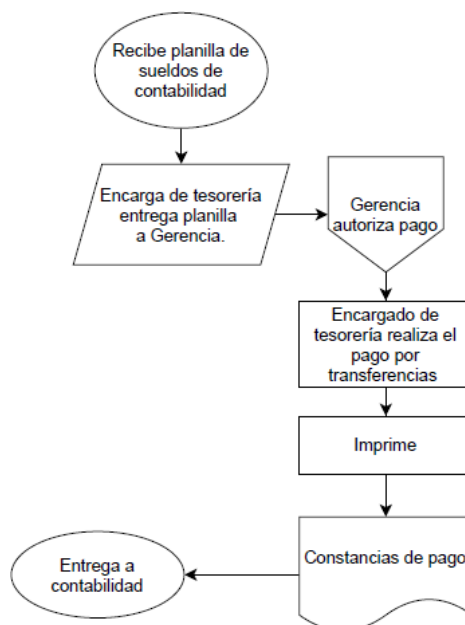 Recibe planilla de
sueldos de
contabilidad
Encarga de tesorería
entrega planilla
a Gerencia.
Gerencia
autoriza pago
Encargado de
tesorería realiza el
pago por
transferencias
Imprime
Constancias de pago
Entrega a
contabilidad